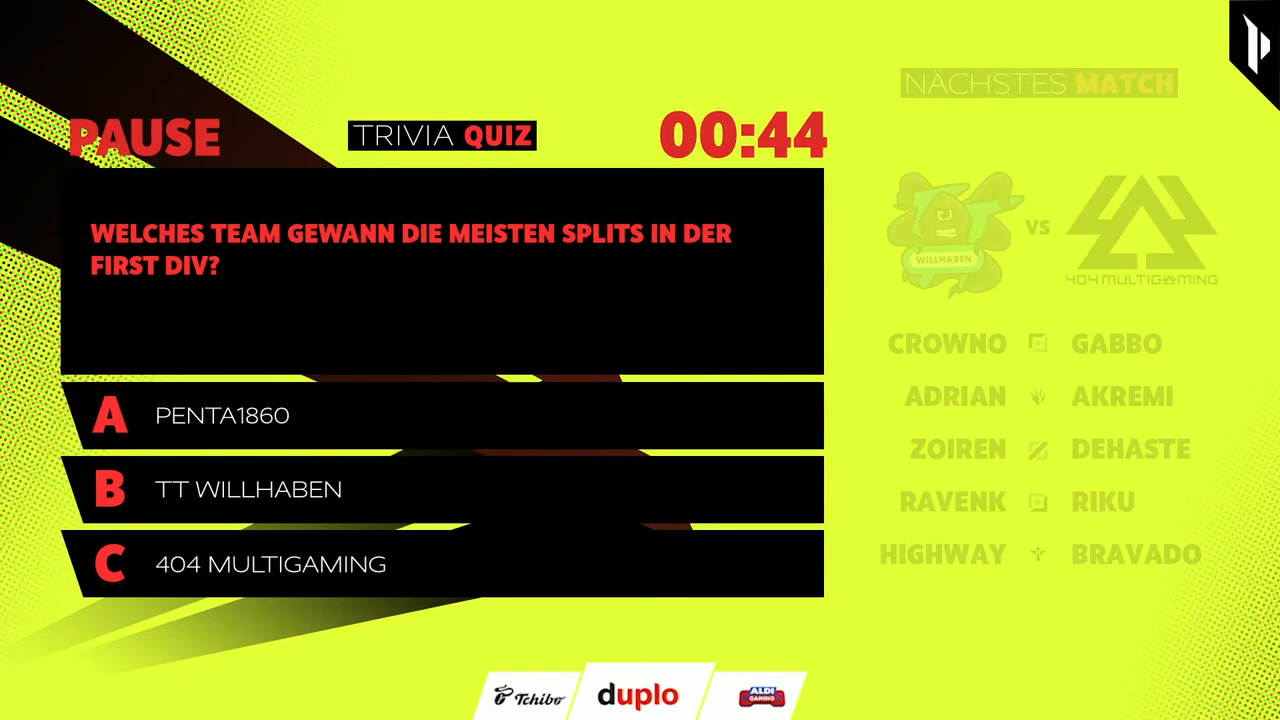 NÄCHSTES MATCH
PAUSE
TRIVIA QUIZ
00:44
WELCHES TEAM GEWANN DIE MEISTEN SPLITS IN DER
FIRST DIV?
A PENTA1860
B TT WILLHABEN
C 404 MULTIGAMING
WILLHABEN
VS
404 MULTIGAMING
CROWNO GABBO
ADRIAN AKREMI
ZOIREN DEHASTE
RAVENK RIKU
HIGHWAY BRAVADO
Tchibo
duplo
ALDI
GAMING